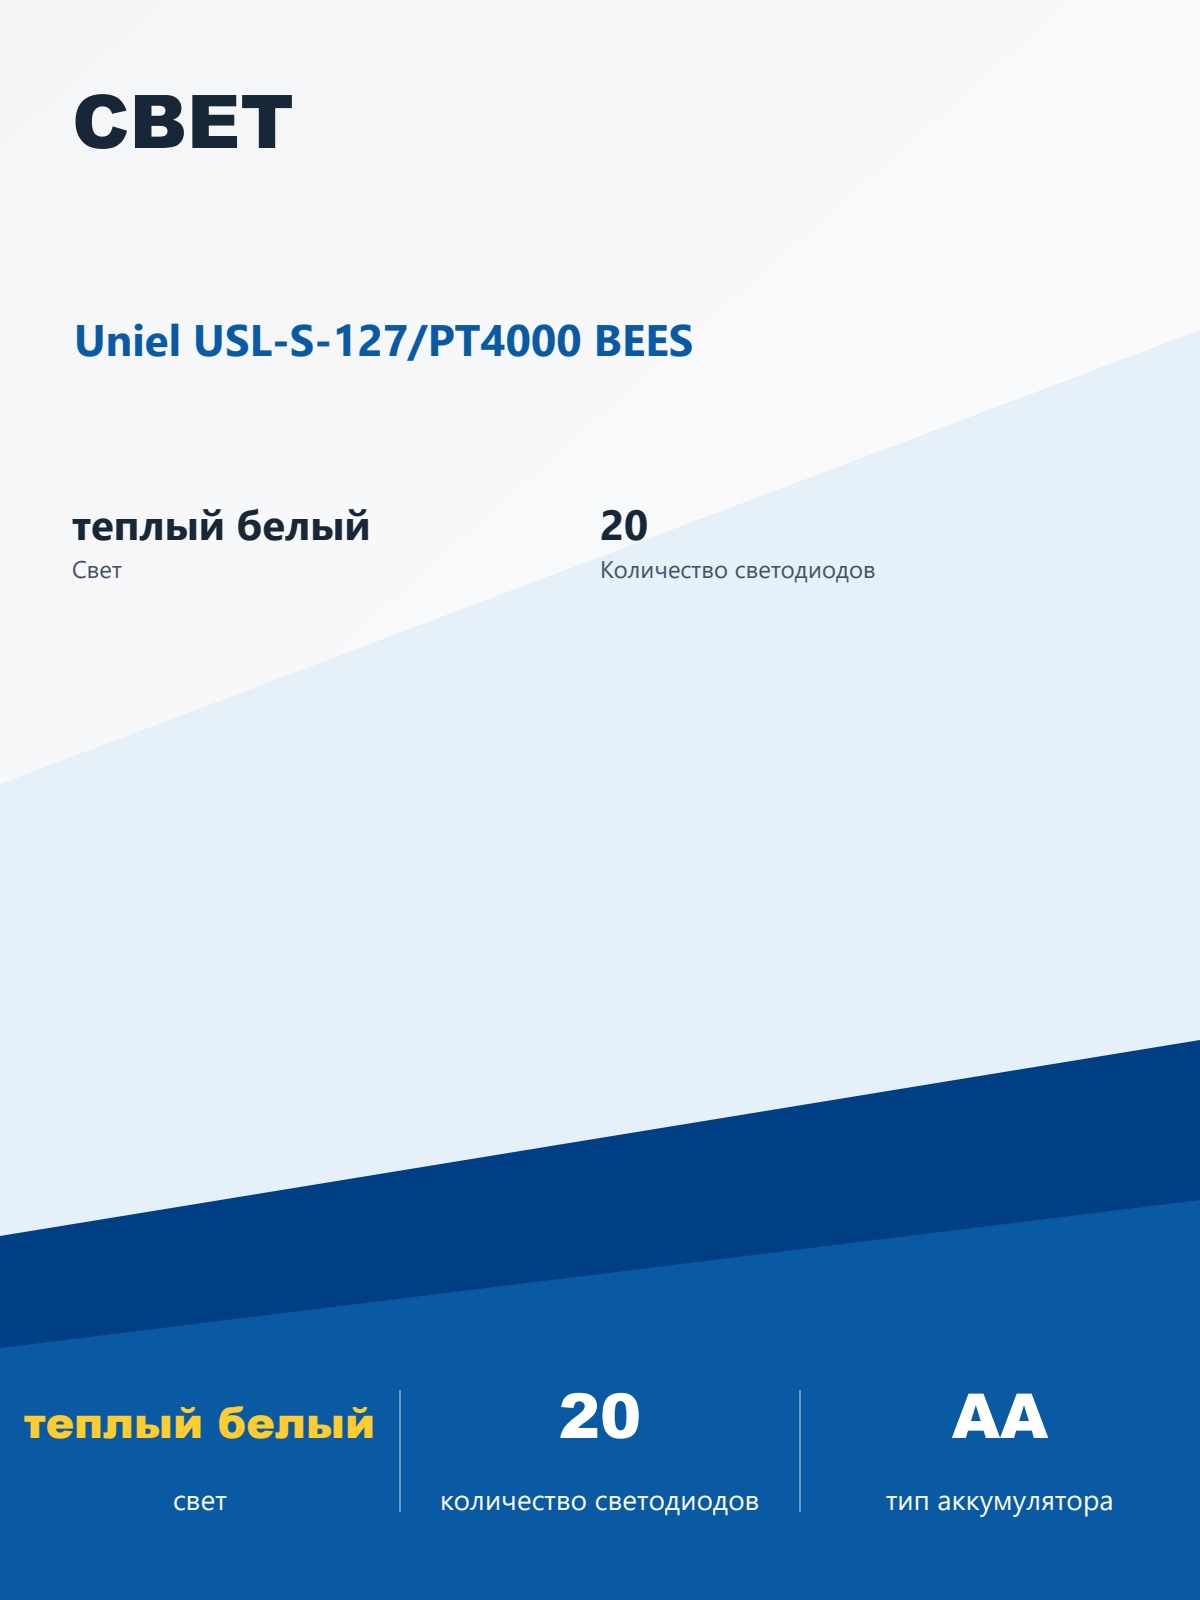 СВЕТ
Uniel USL-S-127/PT4000 BEES
теплый белый
Свет
20
Количество светодиодов
теплый белый
свет
20
количество светодиодов
AA
тип аккумулятора